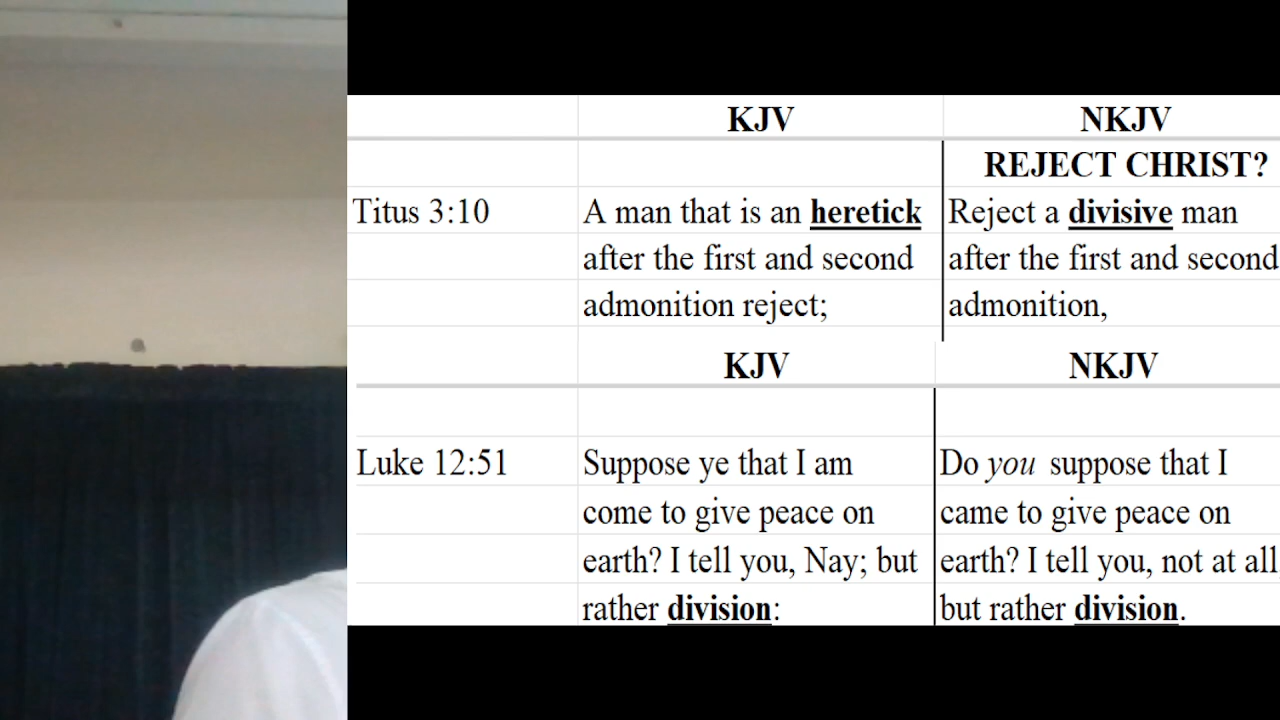 KJV NKJV
REJECT CHRIST?
Titus 3:10 A man that is an heretick Reject a divisive man
after the first and second after the first and second
admonition reject; admonition,
KJV NKJV
Luke 12:51 Suppose ye that I am Do you suppose that I
come to give peace on came to give peace on
earth? I tell you, Nay; but earth? I tell you, not at all
rather division: but rather division.